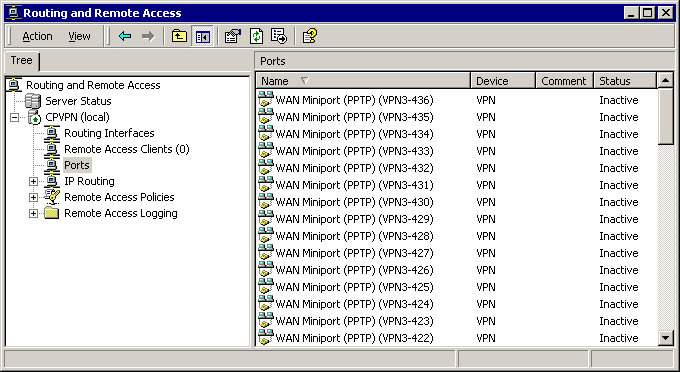 Routing and Remote Access
Action View
Tree
Routing and Remote Access
Server Status
CPVPN (local)
Routing Interfaces
Remote Access Clients (0)
Ports
IP Routing
Remote Access Policies
Remote Access Logging
Ports
Name Device Comment Status
WAN Miniport (PPTP) (VPN3-436) VPN Inactive
WAN Miniport (PPTP) (VPN3-435) VPN Inactive
WAN Miniport (PPTP) (VPN3-434) VPN Inactive
WAN Miniport (PPTP) (VPN3-433) VPN Inactive
WAN Miniport (PPTP) (VPN3-432) VPN Inactive
WAN Miniport (PPTP) (VPN3-431) VPN Inactive
WAN Miniport (PPTP) (VPN3-430) VPN Inactive
WAN Miniport (PPTP) (VPN3-429) VPN Inactive
WAN Miniport (PPTP) (VPN3-428) VPN Inactive
WAN Miniport (PPTP) (VPN3-427) VPN Inactive
WAN Miniport (PPTP) (VPN3-426) VPN Inactive
WAN Miniport (PPTP) (VPN3-425) VPN Inactive
WAN Miniport (PPTP) (VPN3-424) VPN Inactive
WAN Miniport (PPTP) (VPN3-423) VPN Inactive
WAN Miniport (PPTP) (VPN3-422) VPN Inactive